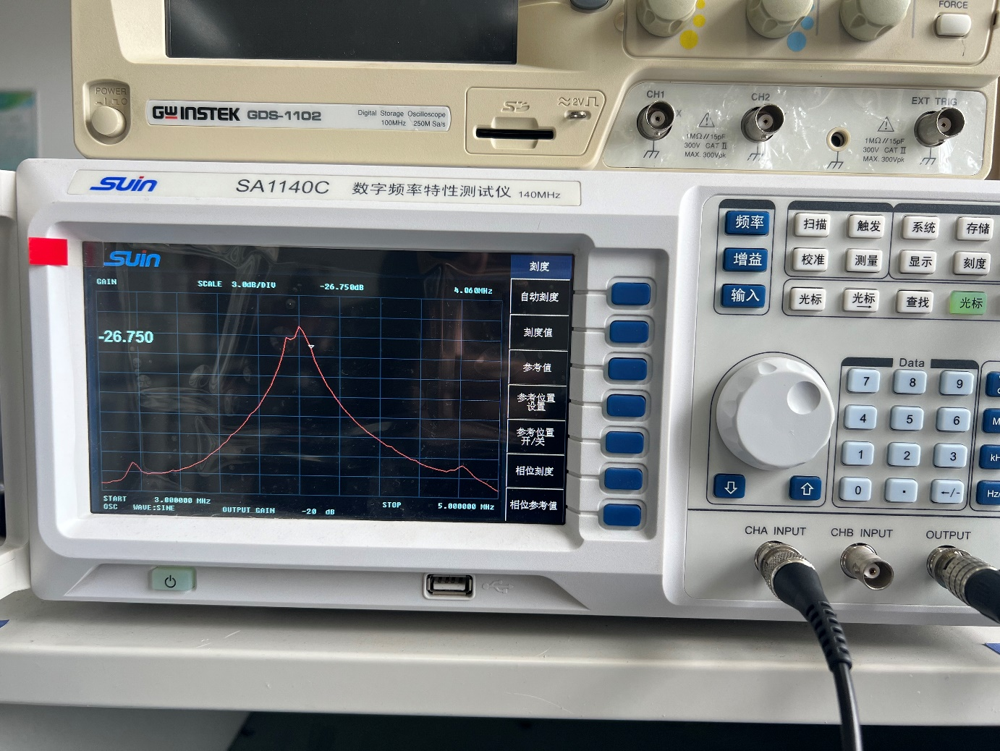 FORCE
POWER
GWINSTEK GDS-1102
Digital Storage Oscilloscope
100MHz 250M Sa/s
2V
CH1
CH2
EXT TRIG
1MΩ//15pF
300V CAT II
MAX. 300Vpk
1MΩ//15pF
300V CAT II
MAX. 300Vpk
SUin SA1140C 数字频率特性测试仪 140MHz
SUin
GAIN
SCALE 3.0dB/DIV
-26.750dB
4.060MHz
-26.750
START 3.000000 MHz
STOP 5.000000 MHz
OSC WAVE:SINE
OUTPUT GAIN -20 dB
刻度
自动刻度
刻度值
参考值
参考位置
设置
参考位置
开/关
相位刻度
相位参考值
频率
增益
输入
扫描
触发
系统
存储
校准
测量
显示
刻度
光标
光标
查找
光标
Data
7
8
9
4
5
6
M
1
2
3
kH
0
.
←/-
Hz/
CHA INPUT
CHB INPUT
OUTPUT